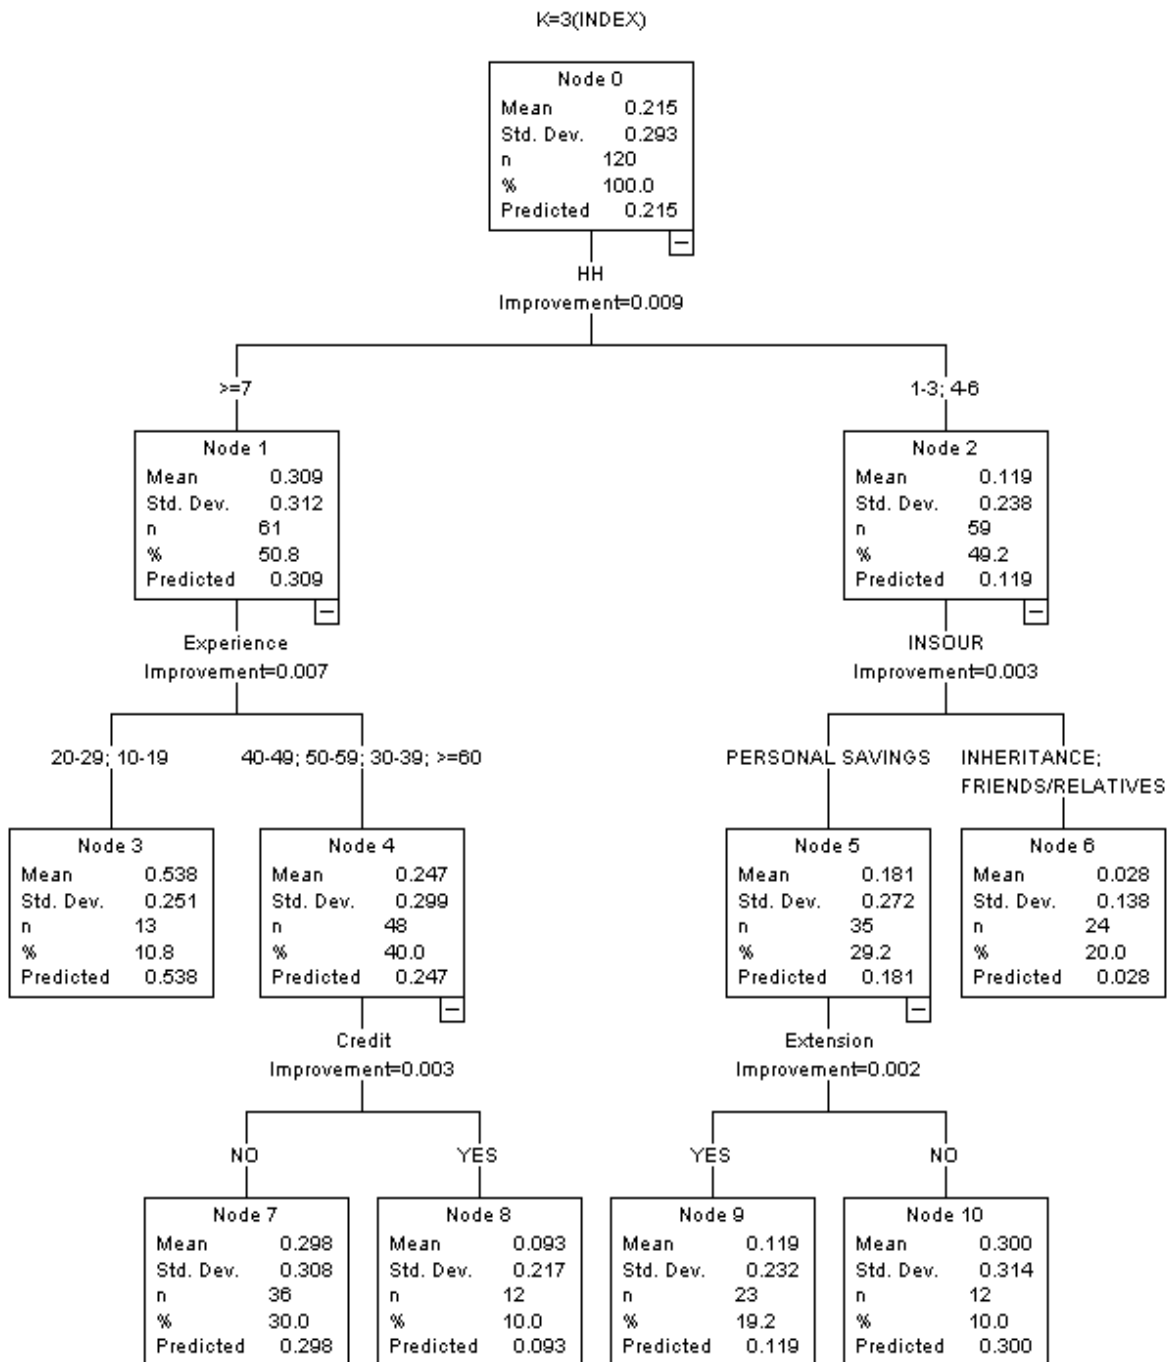 K=3(INDEX)
Node 0
Mean 0.215
Std. Dev. 0.293
n 120
% 100.0
Predicted 0.215
HH
Improvement=0.009
>=7
1-3; 4-6
Node 1
Mean 0.309
Std. Dev. 0.312
n 61
% 50.8
Predicted 0.309
Node 2
Mean 0.119
Std. Dev. 0.238
n 59
% 49.2
Predicted 0.119
Experience
Improvement=0.007
INSOUR
Improvement=0.003
20-29; 10-19
40-49; 50-59; 30-39; >=60
PERSONAL SAVINGS
INHERITANCE;
FRIENDS/RELATIVES
Node 3
Mean 0.538
Std. Dev. 0.251
n 13
% 10.8
Predicted 0.538
Node 4
Mean 0.247
Std. Dev. 0.299
n 48
% 40.0
Predicted 0.247
Node 5
Mean 0.181
Std. Dev. 0.272
n 35
% 29.2
Predicted 0.181
Node 6
Mean 0.028
Std. Dev. 0.138
n 24
% 20.0
Predicted 0.028
Credit
Improvement=0.003
Extension
Improvement=0.002
NO
YES
YES
NO
Node 7
Mean 0.298
Std. Dev. 0.308
n 36
% 30.0
Predicted 0.298
Node 8
Mean 0.093
Std. Dev. 0.217
n 12
% 10.0
Predicted 0.093
Node 9
Mean 0.119
Std. Dev. 0.232
n 23
% 19.2
Predicted 0.119
Node 10
Mean 0.300
Std. Dev. 0.314
n 12
% 10.0
Predicted 0.300